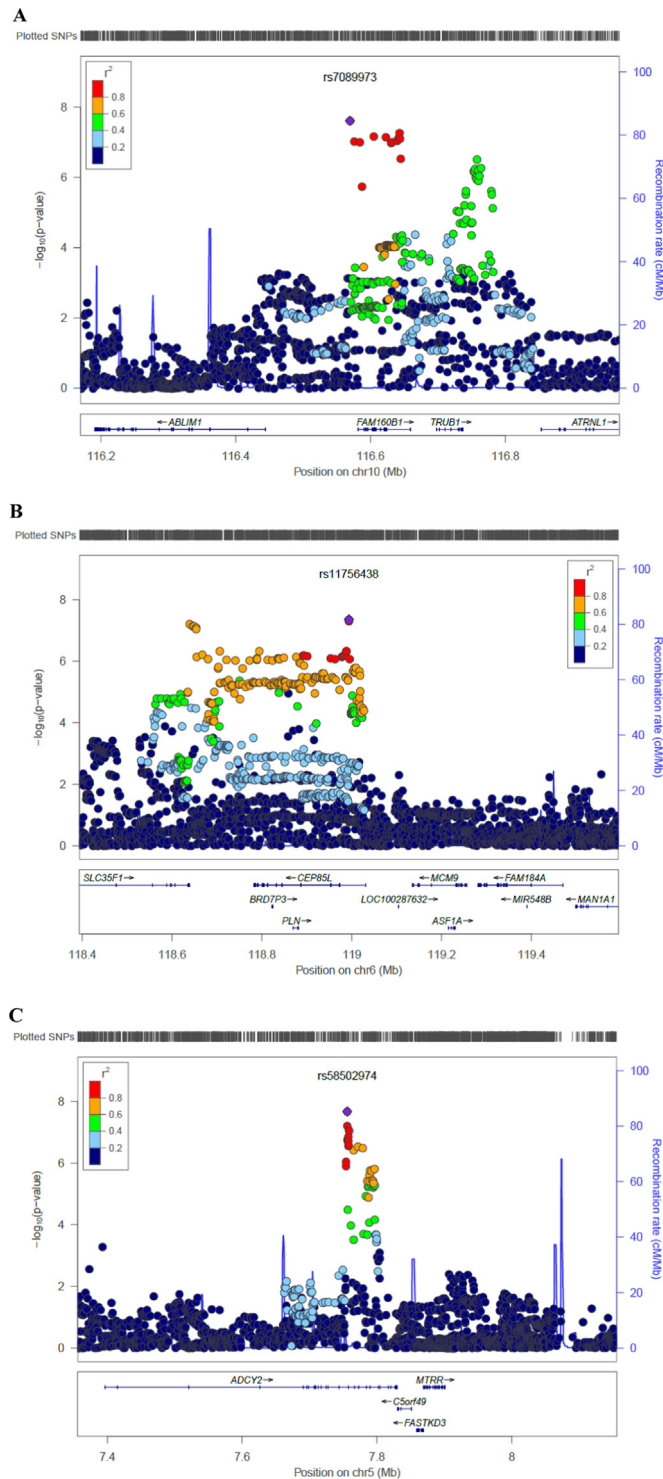 A
Plotted SNPs
r²
0.8
0.6
0.4
0.2
rs7089973
8
6
4
2
0
−log10(p-value)
100
80
60
40
20
0
Recombination rate (cM/Mb)
←ABLIM1
FAM160B1→
TRUB1→
ATRNL1→
116.2 116.4 116.6 116.8
Position on chr10 (Mb)
B
Plotted SNPs
rs11756438
r²
0.8
0.6
0.4
0.2
8
6
4
2
0
−log10(p-value)
100
80
60
40
20
0
Recombination rate (cM/Mb)
SLC35F1→ ←CEP85L ←MCM9 ←FAM184A
BRD7P3→ LOC100287632→ ←MIR548B ←MAN1A1
PLN→ ASF1A→
118.4 118.6 118.8 119 119.2 119.4
Position on chr6 (Mb)
C
Plotted SNPs
r²
0.8
0.6
0.4
0.2
rs58502974
8
6
4
2
0
−log10(p-value)
100
80
60
40
20
0
Recombination rate (cM/Mb)
ADCY2→ MTRR→
←C5orf49
←FASTKD3
7.4 7.6 7.8 8
Position on chr5 (Mb)